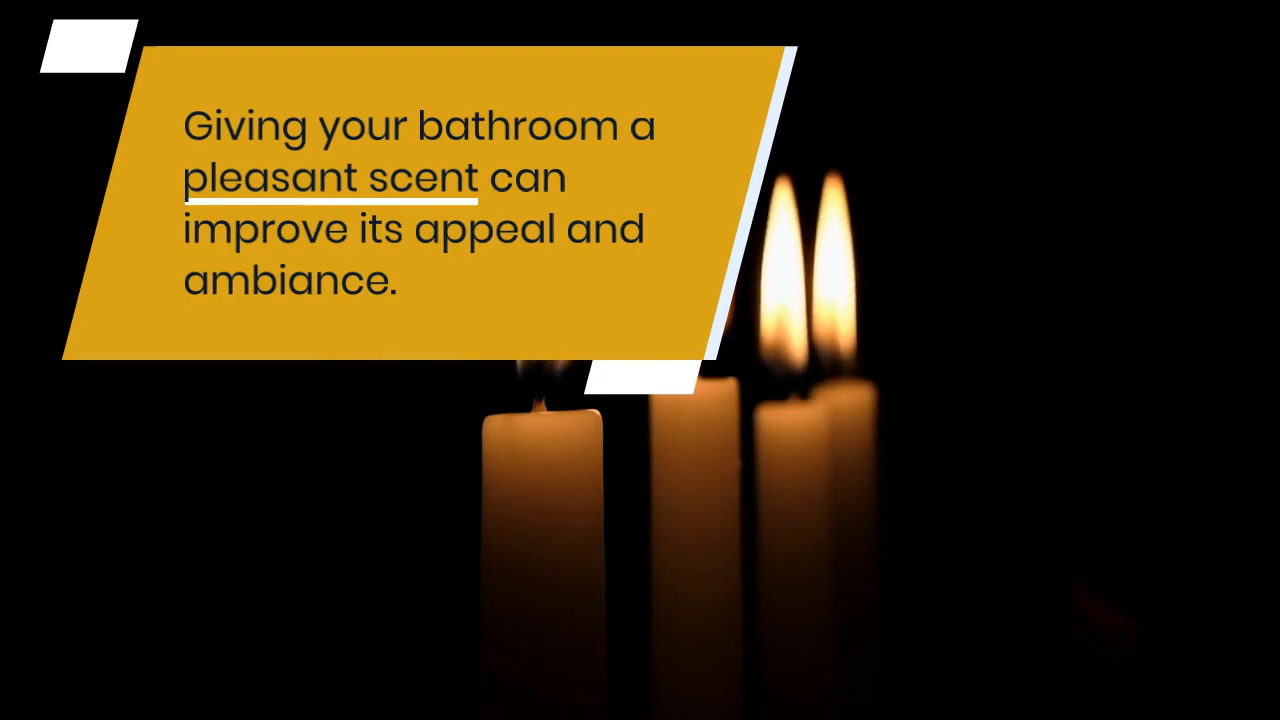 Giving your bathroom a
pleasant scent can
improve its appeal and
ambiance.